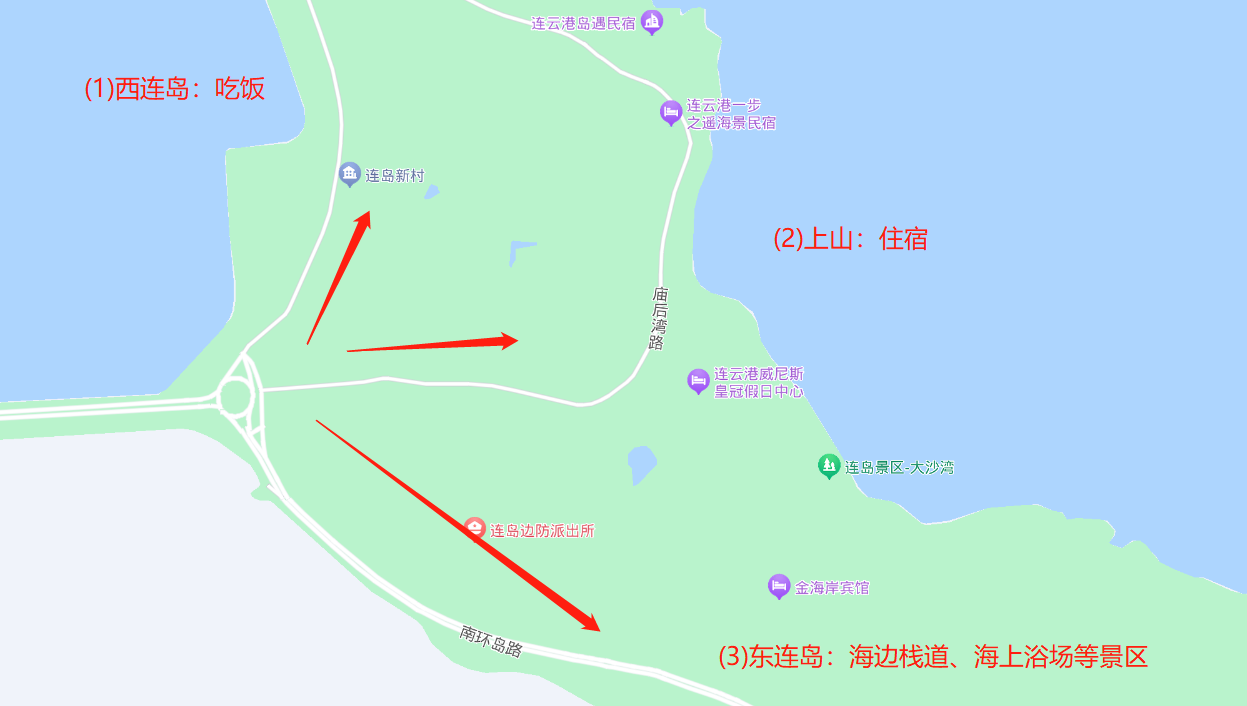 连云港岛遇民宿
(1)西连岛：吃饭
连云港一步
之遥海景民宿
连岛新村
(2)上山：住宿
庙后湾路
连云港威尼斯
皇冠假日中心
连岛景区-大沙湾
连岛边防派出所
金海岸宾馆
南环岛路
(3)东连岛：海边栈道、海上浴场等景区